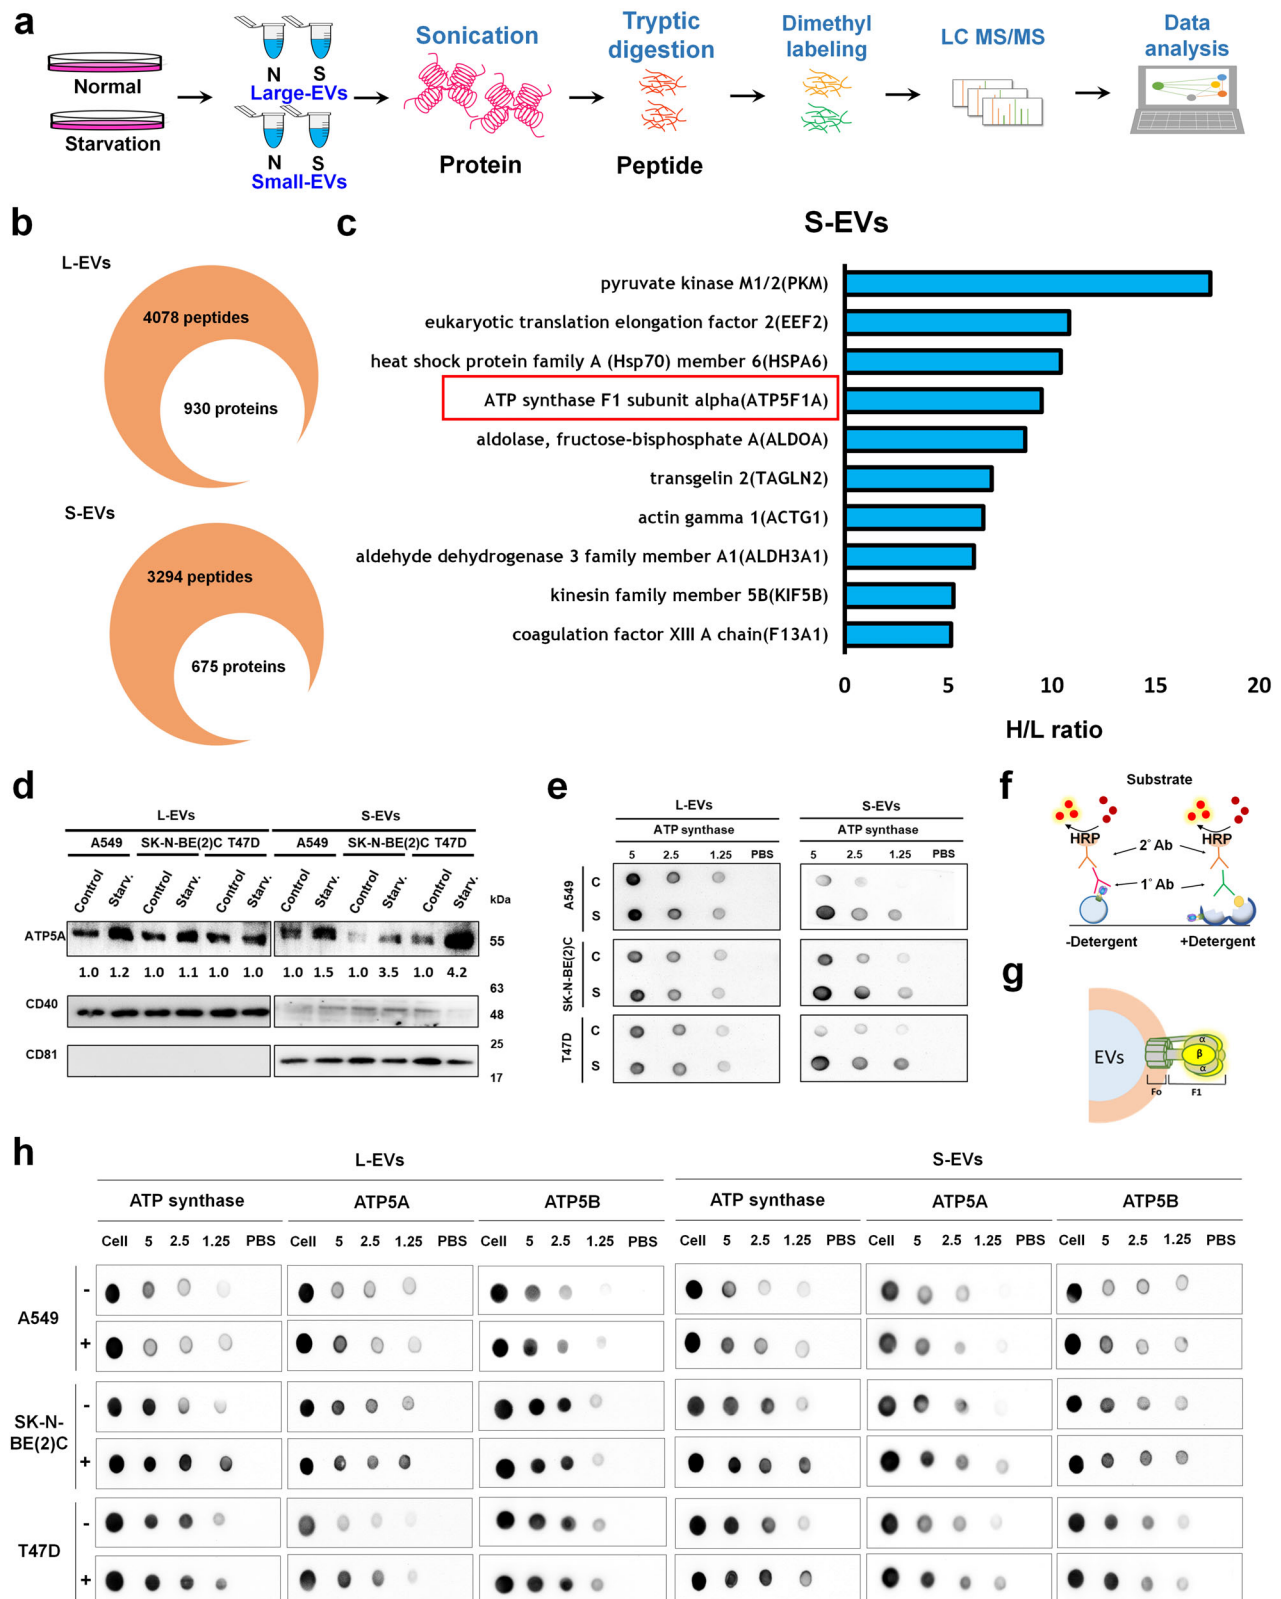 a
Normal
Starvation
N S
Large-EVs
N S
Small-EVs
Sonication
Protein
Tryptic
digestion
Peptide
Dimethyl
labeling
LC MS/MS
Data
analysis
b
L-EVs
4078 peptides
930 proteins
S-EVs
3294 peptides
675 proteins
c
S-EVs
pyruvate kinase M1/2(PKM)
eukaryotic translation elongation factor 2(EEF2)
heat shock protein family A (Hsp70) member 6(HSPA6)
ATP synthase F1 subunit alpha(ATP5F1A)
aldolase, fructose-bisphosphate A(ALDOA)
transgelin 2(TAGLN2)
actin gamma 1(ACTG1)
aldehyde dehydrogenase 3 family member A1(ALDH3A1)
kinesin family member 5B(KIF5B)
coagulation factor XIII A chain(F13A1)
0 5 10 15 20
H/L ratio
d
L-EVs S-EVs
A549 SK-N-BE(2)C T47D A549 SK-N-BE(2)C T47D
Control Starv. Control Starv. Control Starv. Control Starv. Control Starv. Control Starv.
kDa
ATP5A 55
1.0 1.2 1.0 1.1 1.0 1.0 1.0 1.5 1.0 3.5 1.0 4.2
63
CD40
48
25
CD81
17
e
L-EVs S-EVs
ATP synthase ATP synthase
5 2.5 1.25 PBS 5 2.5 1.25 PBS
A549
C
S
SK-N-BE(2)C
C
S
T47D
C
S
f
Substrate
HRP HRP
2° Ab
1° Ab
-Detergent +Detergent
g
EVs
α
β
α
Fo F1
h
L-EVs S-EVs
ATP synthase ATP5A ATP5B ATP synthase ATP5A ATP5B
Cell 5 2.5 1.25 PBS Cell 5 2.5 1.25 PBS Cell 5 2.5 1.25 PBS Cell 5 2.5 1.25 PBS Cell 5 2.5 1.25 PBS Cell 5 2.5 1.25 PBS
A549
-
+
SK-N-
BE(2)C
-
+
T47D
-
+